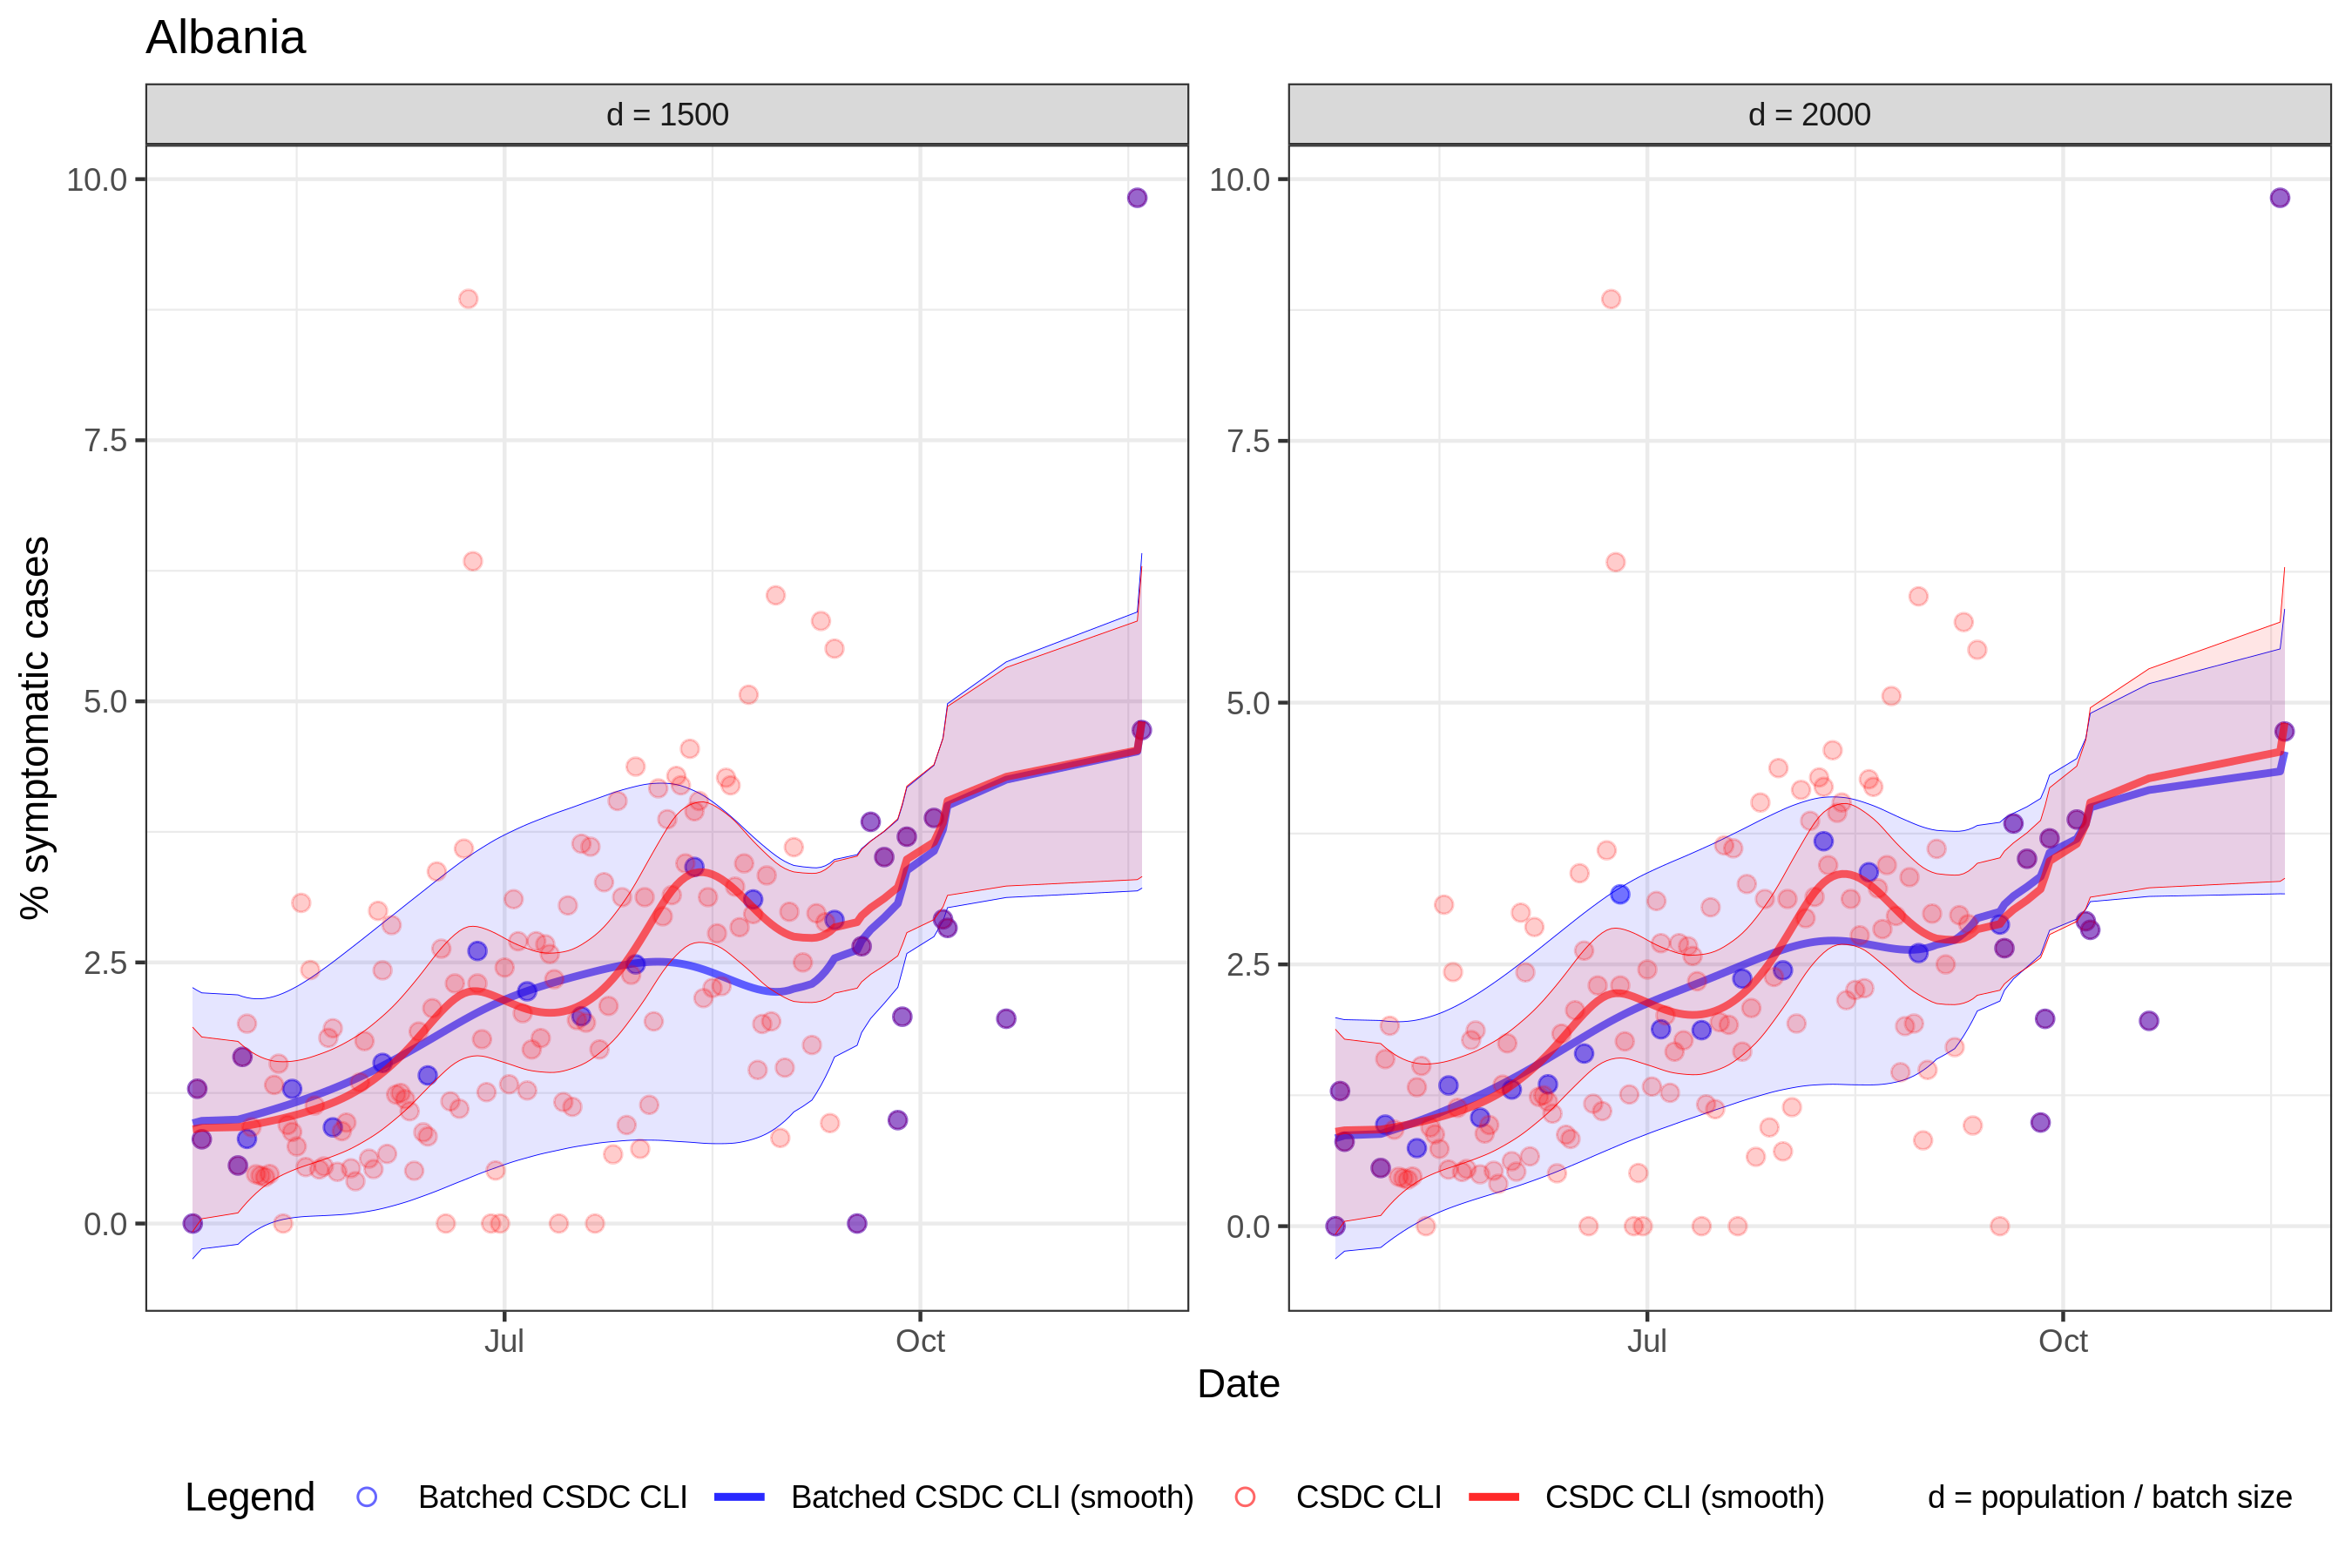 Albania
d = 1500
d = 2000
10.0
7.5
5.0
2.5
0.0
10.0
7.5
5.0
2.5
0.0
% symptomatic cases
Jul
Oct
Jul
Oct
Date
Legend
Batched CSDC CLI
Batched CSDC CLI (smooth)
CSDC CLI
CSDC CLI (smooth)
d = population / batch size